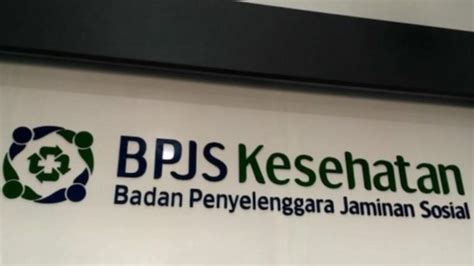 BPJS Kesehatan
Badan Penyelenggara Jaminan Sosial